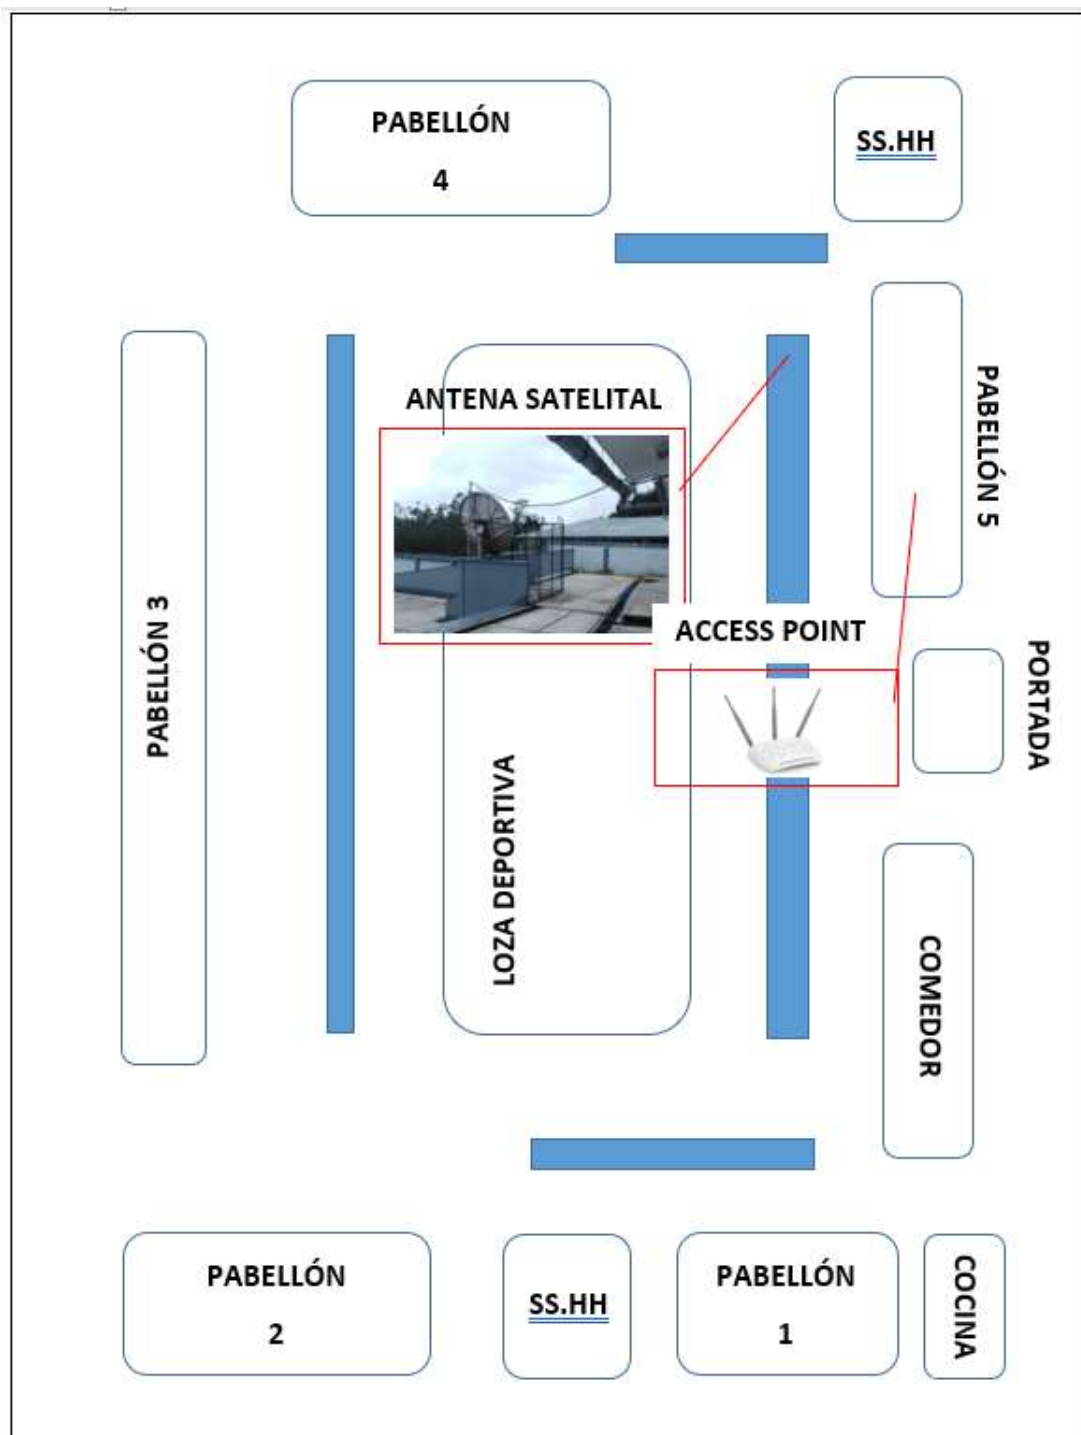 PABELLÓN
4
SS.HH
ANTENA SATELITAL
PABELLÓN 5
ACCESS POINT
PABELLÓN 3
PORTADA
LOZA DEPORTIVA
COMEDOR
PABELLÓN
2
SS.HH
PABELLÓN
1
COCINA